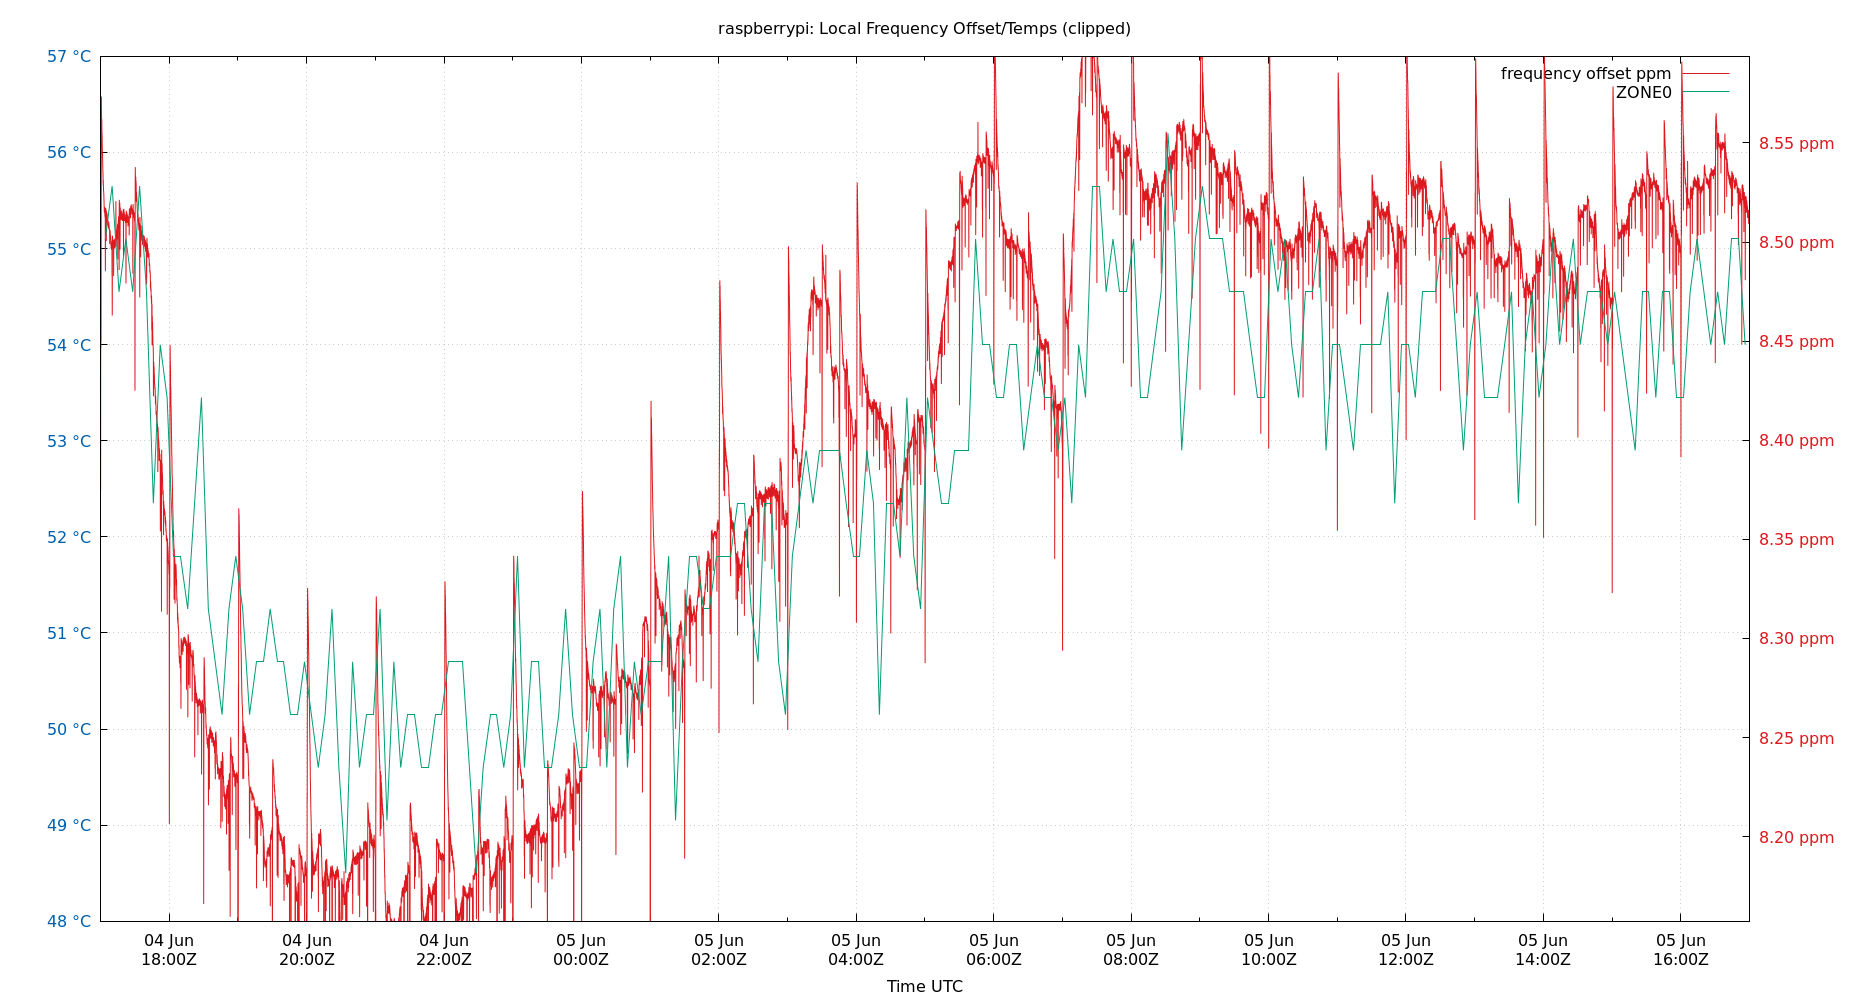 raspberrypi: Local Frequency Offset/Temps (clipped)
frequency offset ppm
ZONE0
57 °C
56 °C
55 °C
54 °C
53 °C
52 °C
51 °C
50 °C
49 °C
48 °C
8.55 ppm
8.50 ppm
8.45 ppm
8.40 ppm
8.35 ppm
8.30 ppm
8.25 ppm
8.20 ppm
04 Jun 04 Jun 04 Jun 05 Jun 05 Jun 05 Jun 05 Jun 05 Jun 05 Jun 05 Jun 05 Jun 05 Jun
18:00Z 20:00Z 22:00Z 00:00Z 02:00Z 04:00Z 06:00Z 08:00Z 10:00Z 12:00Z 14:00Z 16:00Z
Time UTC